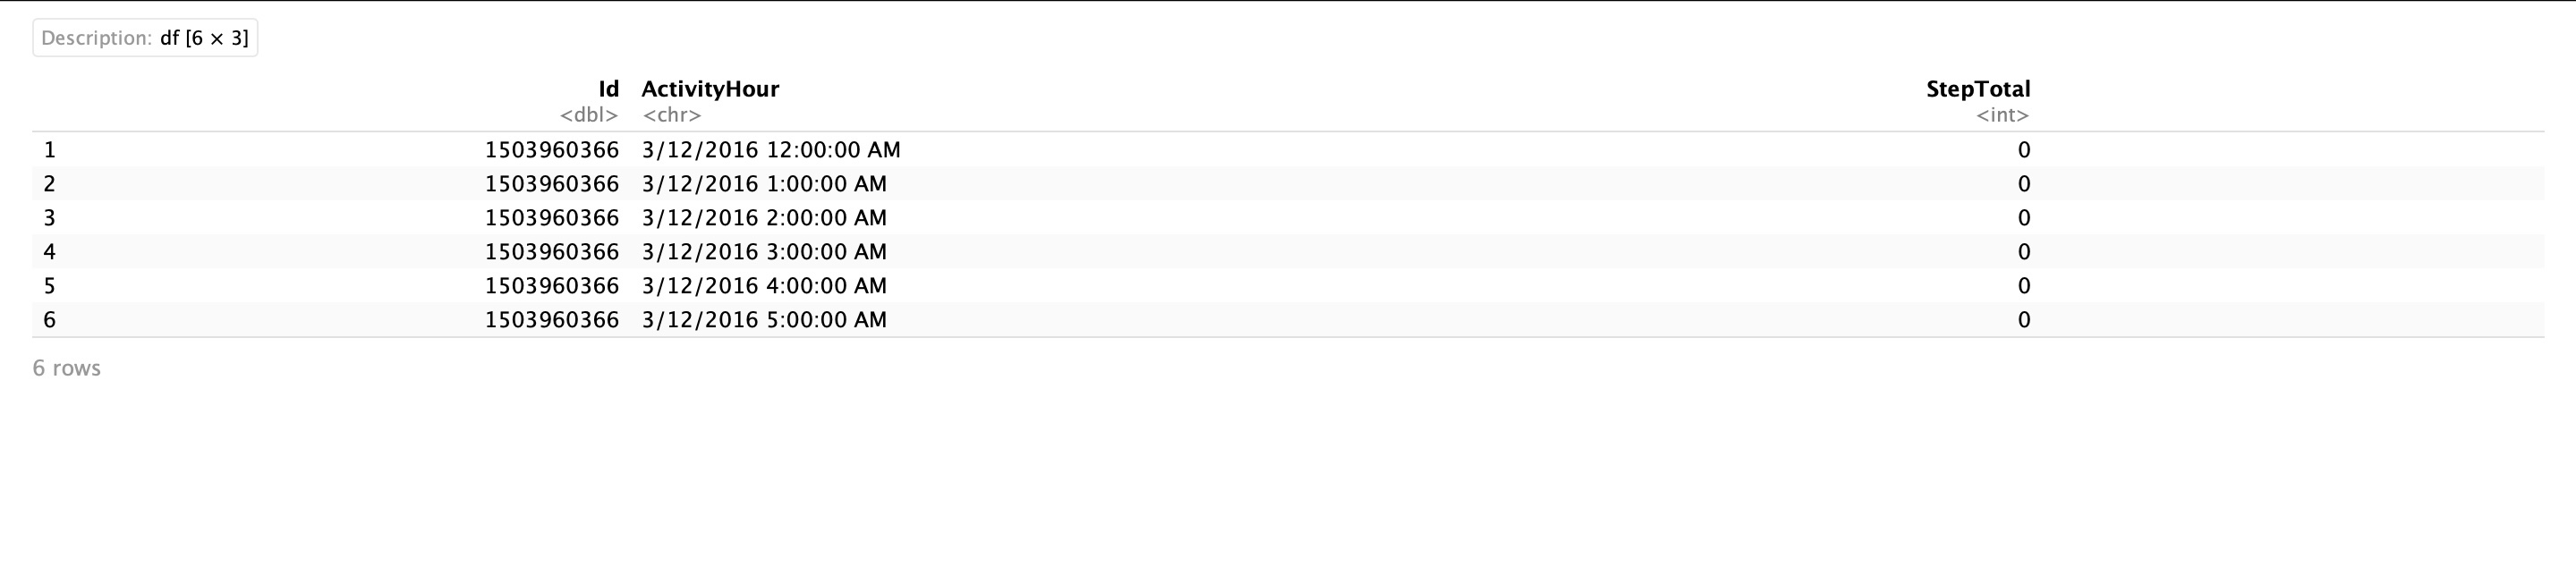 Description: df [6 × 3]
Id ActivityHour StepTotal
<dbl> <chr> <int>
1 1503960366 3/12/2016 12:00:00 AM 0
2 1503960366 3/12/2016 1:00:00 AM 0
3 1503960366 3/12/2016 2:00:00 AM 0
4 1503960366 3/12/2016 3:00:00 AM 0
5 1503960366 3/12/2016 4:00:00 AM 0
6 1503960366 3/12/2016 5:00:00 AM 0
6 rows